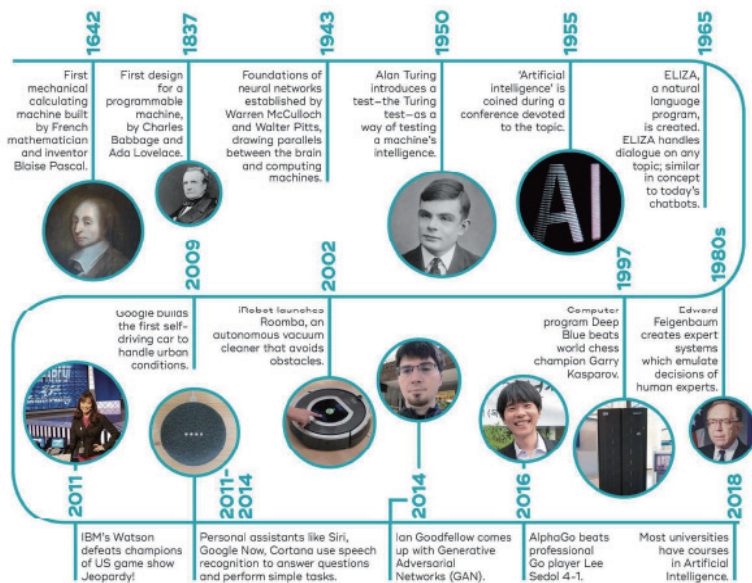 1642
First
mechanical
calculating
machine built
by French
mathematician
and inventor
Blaise Pascal.
1837
First design
for a
programmable
machine,
by Charles
Babbage and
Ada Lovelace.
1943
Foundations of
neural networks
established by
Warren McCulloch
and Walter Pitts,
drawing parallels
between the brain
and computing
machines.
1950
Alan Turing
introduces a
test—the Turing
test—as a
way of testing
a machine's
intelligence.
1955
'Artificial
intelligence' is
coined during a
conference devoted
to the topic.
AI
1965
ELIZA,
a natural
language
program,
is created.
ELIZA handles
dialogue on any
topic; similar
in concept
to today's
chatbots.
1980s
Edward
Feigenbaum
creates expert
systems
which emulate
decisions of
human experts.
1997
Computer
program Deep
Blue beats
world chess
champion Garry
Kasparov.
2002
iRobot launches
Roomba, an
autonomous vacuum
cleaner that avoids
obstacles.
2009
Google builds
the first self-
driving car to
handle urban
conditions.
2011
IBM's Watson
defeats champions
of US game show
Jeopardy!
2011-
2014
Personal assistants like Siri,
Google Now, Cortana use speech
recognition to answer questions
and perform simple tasks.
2014
Ian Goodfellow comes
up with Generative
Adversarial
Networks (GAN).
2016
AlphaGo beats
professional
Go player Lee
Sedol 4-1.
2018
Most universities
have courses
in Artificial
Intelligence.